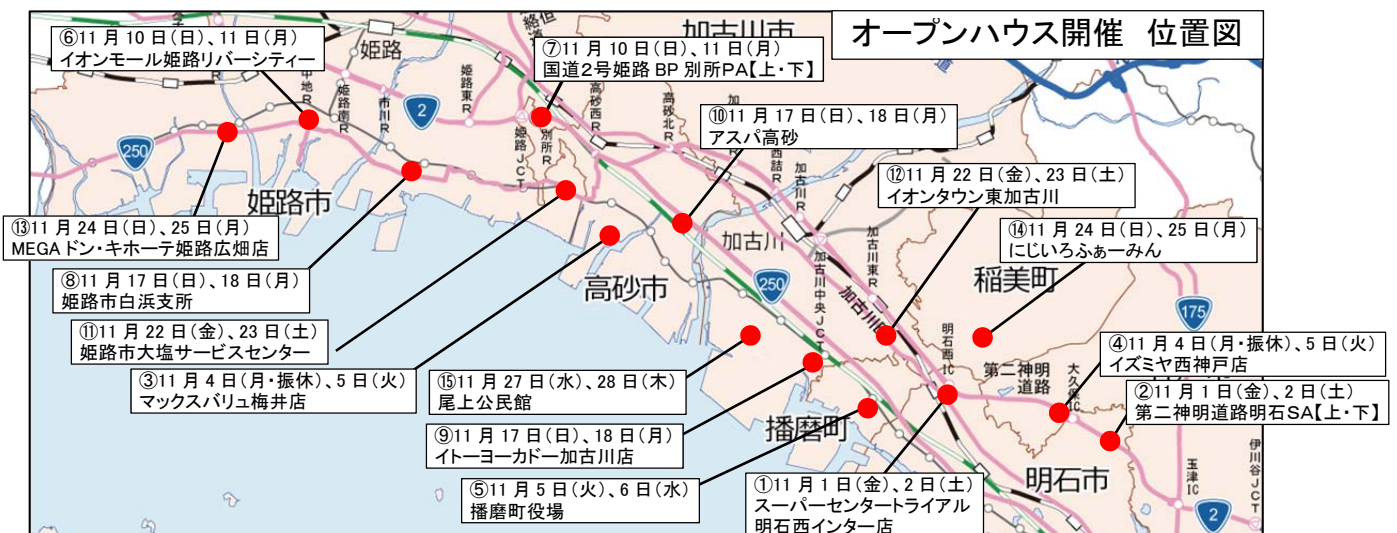 オープンハウス開催 位置図
⑥11月10日(日)、11日(月)
イオンモール姫路リバーシティー
⑦11月10日(日)、11日(月)
国道2号姫路BP 別所PA【上・下】
⑩11月17日(日)、18日(月)
アスパ高砂
⑫11月22日(金)、23日(土)
イオンタウン東加古川
⑭11月24日(日)、25日(月)
にじいろふぁーみん
⑬11月24日(日)、25日(月)
MEGAドン・キホーテ姫路広畑店
⑧11月17日(日)、18日(月)
姫路市白浜支所
⑪11月22日(金)、23日(土)
姫路市大塩サービスセンター
③11月4日(月・振休)、5日(火)
マックスバリュ梅井店
⑮11月27日(水)、28日(木)
尾上公民館
⑨11月17日(日)、18日(月)
イトーヨーカドー加古川店
⑤11月5日(火)、6日(水)
播磨町役場
①11月1日(金)、2日(土)
スーパーセンタートライアル
明石西インター店
④11月4日(月・振休)、5日(火)
イズミヤ西神戸店
②11月1日(金)、2日(土)
第二神明道路明石SA【上・下】
加古川市
姫路
姫路市
高砂市
加古川
稲美町
播磨町
明石市
中地R
姫路南R
市川R
姫路東R
姫路JCT
別所R
高砂西R
高砂北R
西詰R
加古川R
加古川東R
加古川中央JCT
明石西IC
第二神明
道路
大久保IC
玉津IC
伊川谷JCT
道
2
250
250
175
2